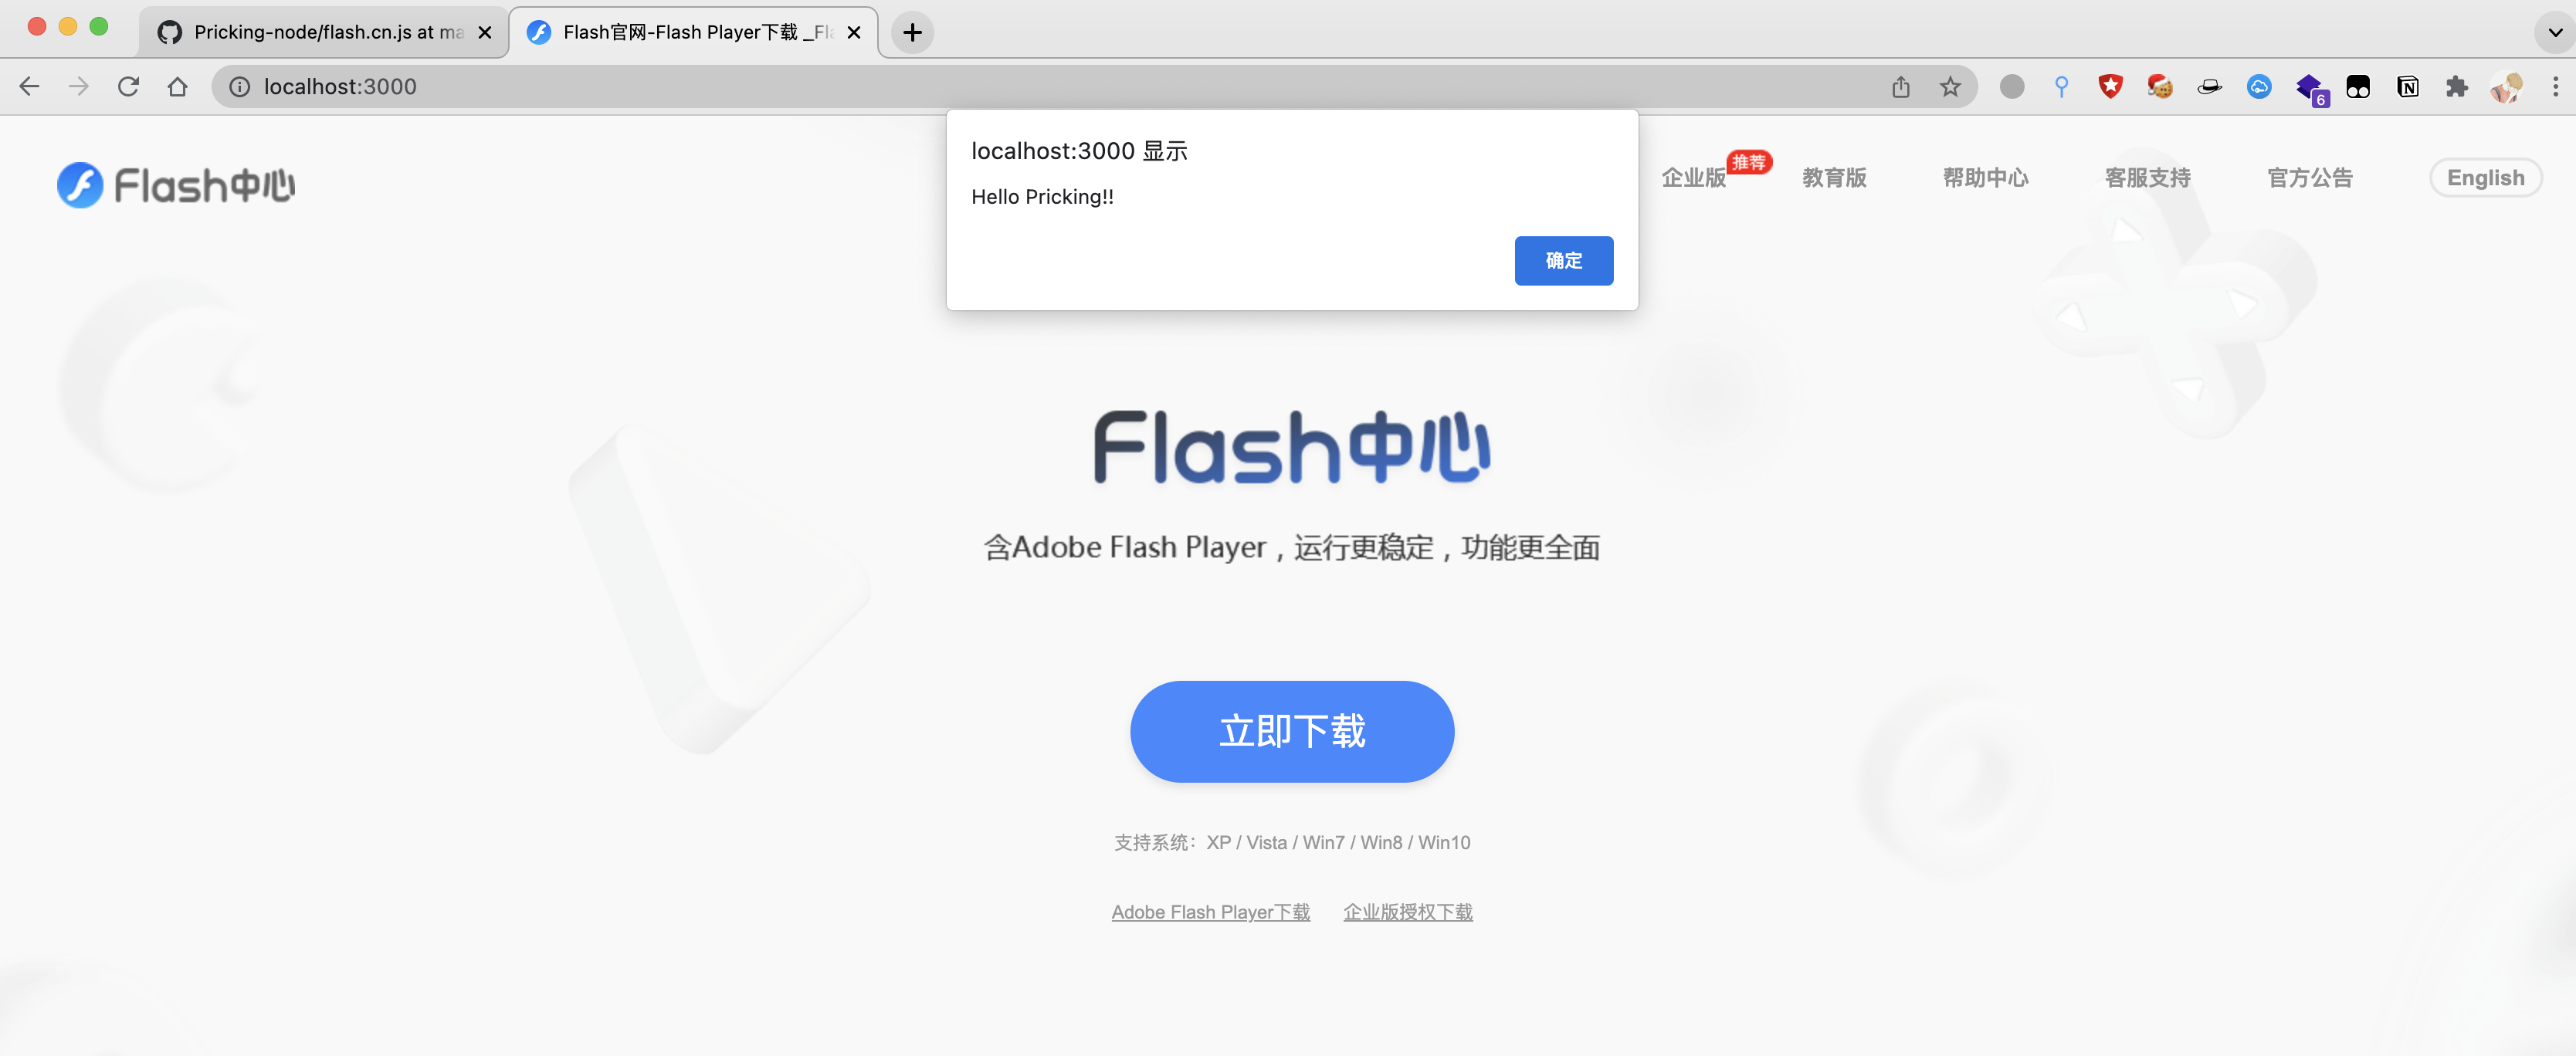 Pricking-node/flash.cn.js at ma
Flash官网-Flash Player下载 _Fla
localhost:3000
6
localhost:3000 显示
Hello Pricking!!
确定
Flash中心
企业版 推荐 教育版 帮助中心 客服支持 官方公告 English
Flash中心
含Adobe Flash Player，运行更稳定，功能更全面
立即下载
支持系统：XP / Vista / Win7 / Win8 / Win10
Adobe Flash Player下载 企业版授权下载